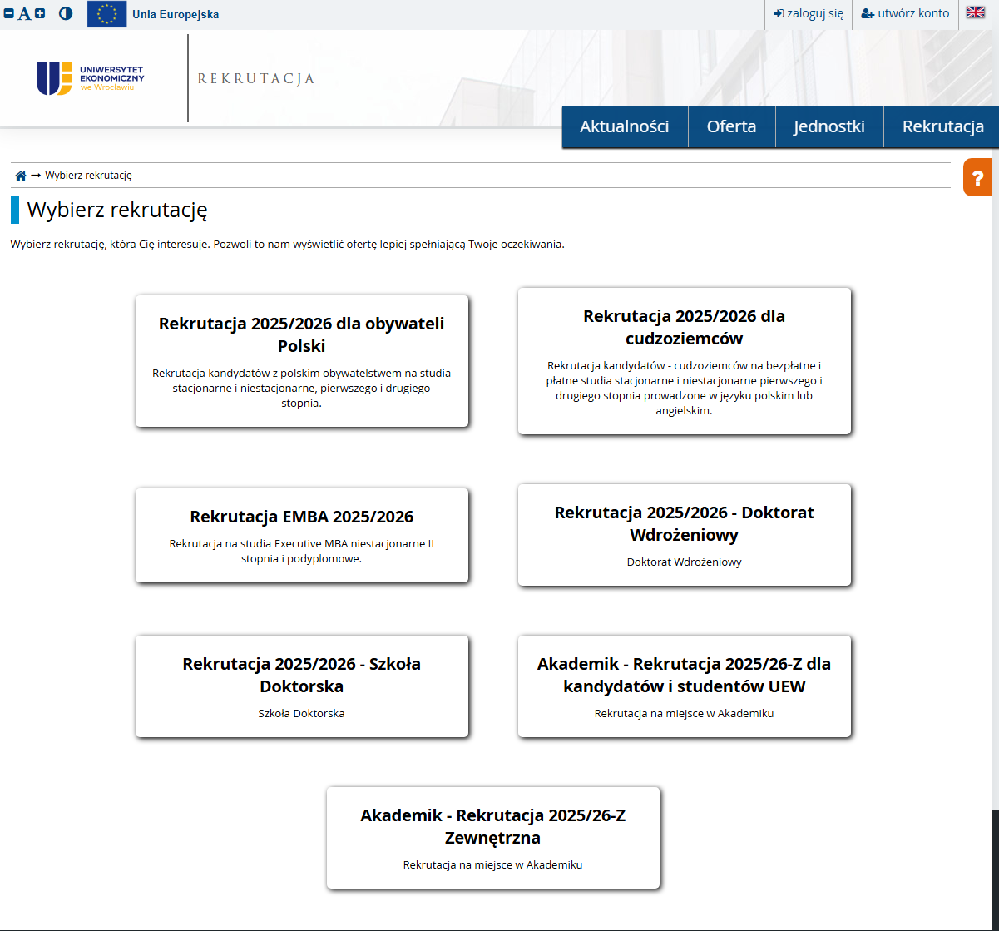 A
Unia Europejska
zaloguj się
utwórz konto
UNIWERSYTET
EKONOMICZNY
we Wrocławiu
REKRUTACJA
Aktualności
Oferta
Jednostki
Rekrutacja
Wybierz rekrutację
?
Wybierz rekrutację
Wybierz rekrutację, która Cię interesuje. Pozwoli to nam wyświetlić ofertę lepiej spełniającą Twoje oczekiwania.
Rekrutacja 2025/2026 dla obywateli
Polski
Rekrutacja kandydatów z polskim obywatelstwem na studia
stacjonarne i niestacjonarne, pierwszego i drugiego
stopnia.
Rekrutacja 2025/2026 dla
cudzoziemców
Rekrutacja kandydatów - cudzoziemców na bezpłatne i
płatne studia stacjonarne i niestacjonarne pierwszego i
drugiego stopnia prowadzone w języku polskim lub
angielskim.
Rekrutacja EMBA 2025/2026
Rekrutacja na studia Executive MBA niestacjonarne II
stopnia i podyplomowe.
Rekrutacja 2025/2026 - Doktorat
Wdrożeniowy
Doktorat Wdrożeniowy
Rekrutacja 2025/2026 - Szkoła
Doktorska
Szkoła Doktorska
Akademik - Rekrutacja 2025/26-Z dla
kandydatów i studentów UEW
Rekrutacja na miejsce w Akademiku
Akademik - Rekrutacja 2025/26-Z
Zewnętrzna
Rekrutacja na miejsce w Akademiku